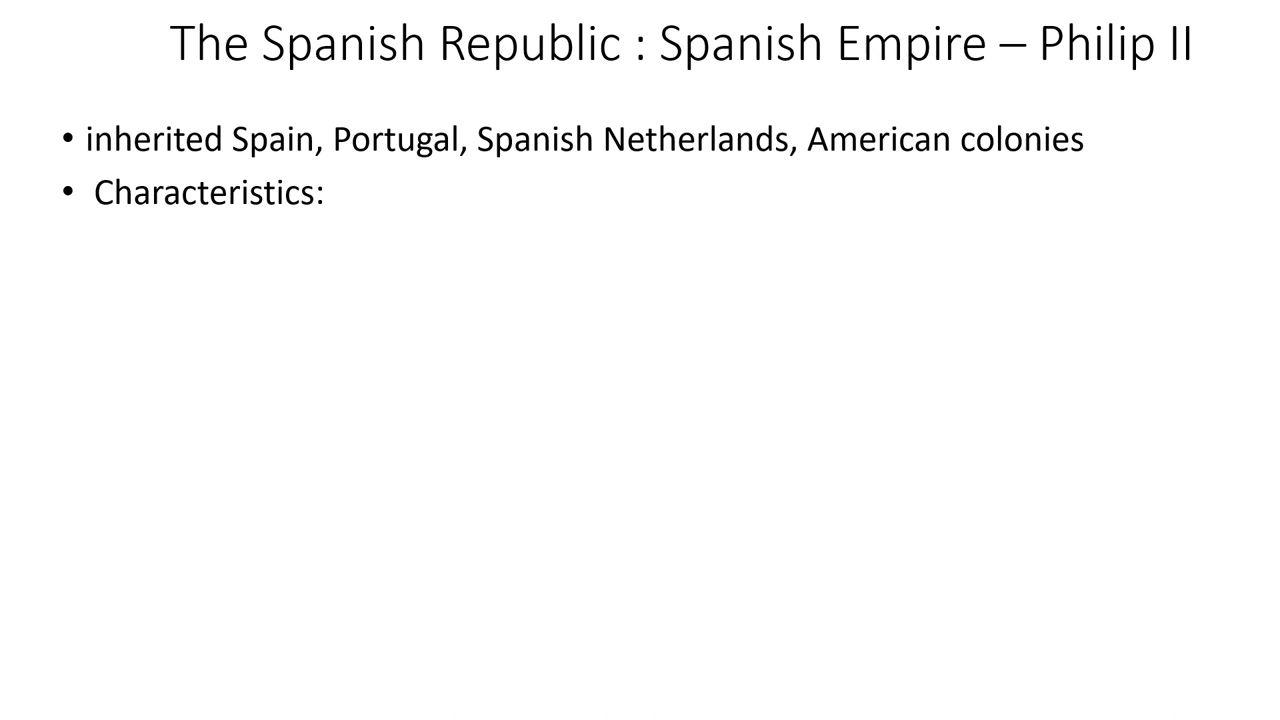 The Spanish Republic : Spanish Empire – Philip II
• inherited Spain, Portugal, Spanish Netherlands, American colonies
• Characteristics: